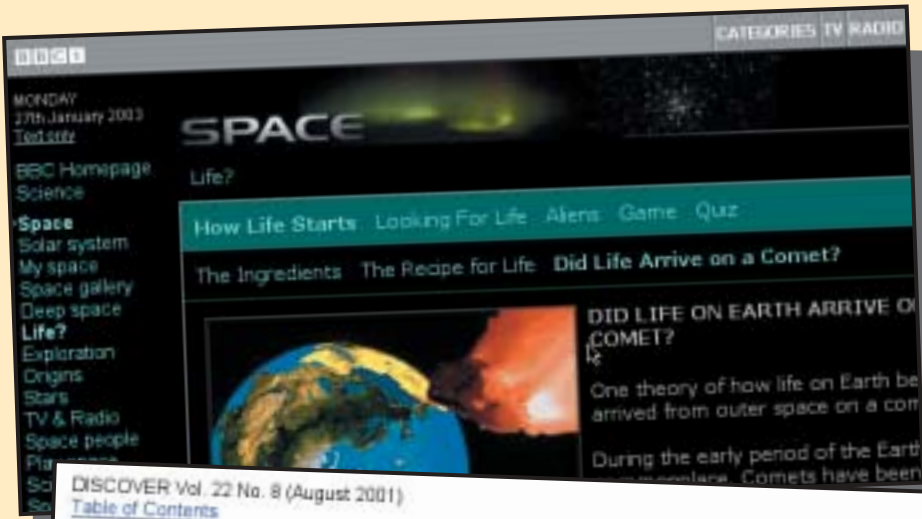 BBCi
CATEGORIES TV RADIO
MONDAY
27th January 2003
Text only
BBC Homepage
Science
Space
Solar system
My space
Space gallery
Deep space
Life?
Exploration
Origins
Stars
TV & Radio
Space people
SPACE
Life?
How Life Starts Looking For Life Aliens Game Quiz
The Ingredients The Recipe for Life Did Life Arrive on a Comet?
DID LIFE ON EARTH ARRIVE
COMET?
One theory of how life on Earth
arrived from outer space on a
During the early period of the
Comets have been
DISCOVER Vol. 22 No. 8 (August 2001)
Table of Contents